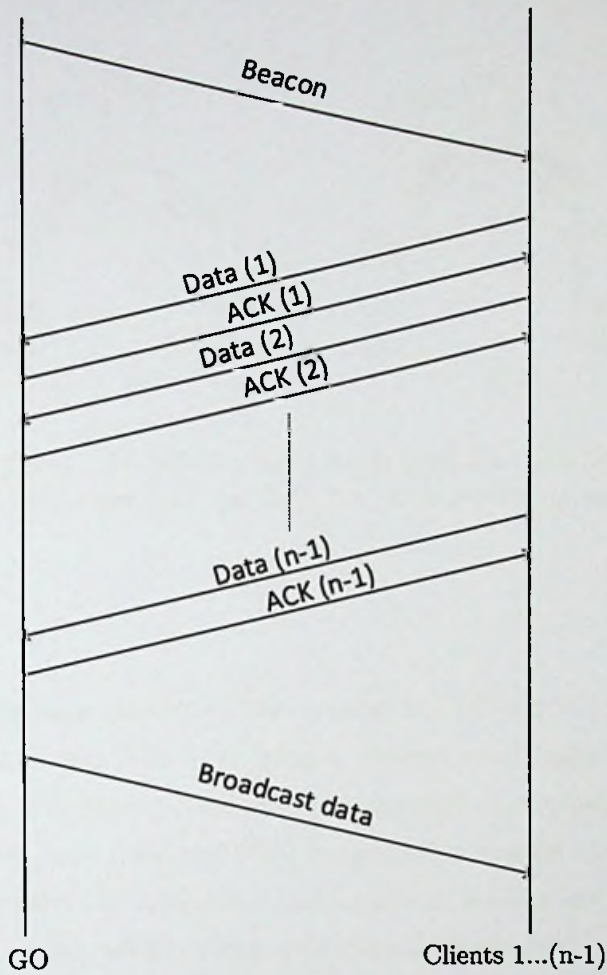 Beacon
Data (1)
ACK (1)
Data (2)
ACK (2)
Data (n-1)
ACK (n-1)
Broadcast data
GO
Clients 1...(n-1)